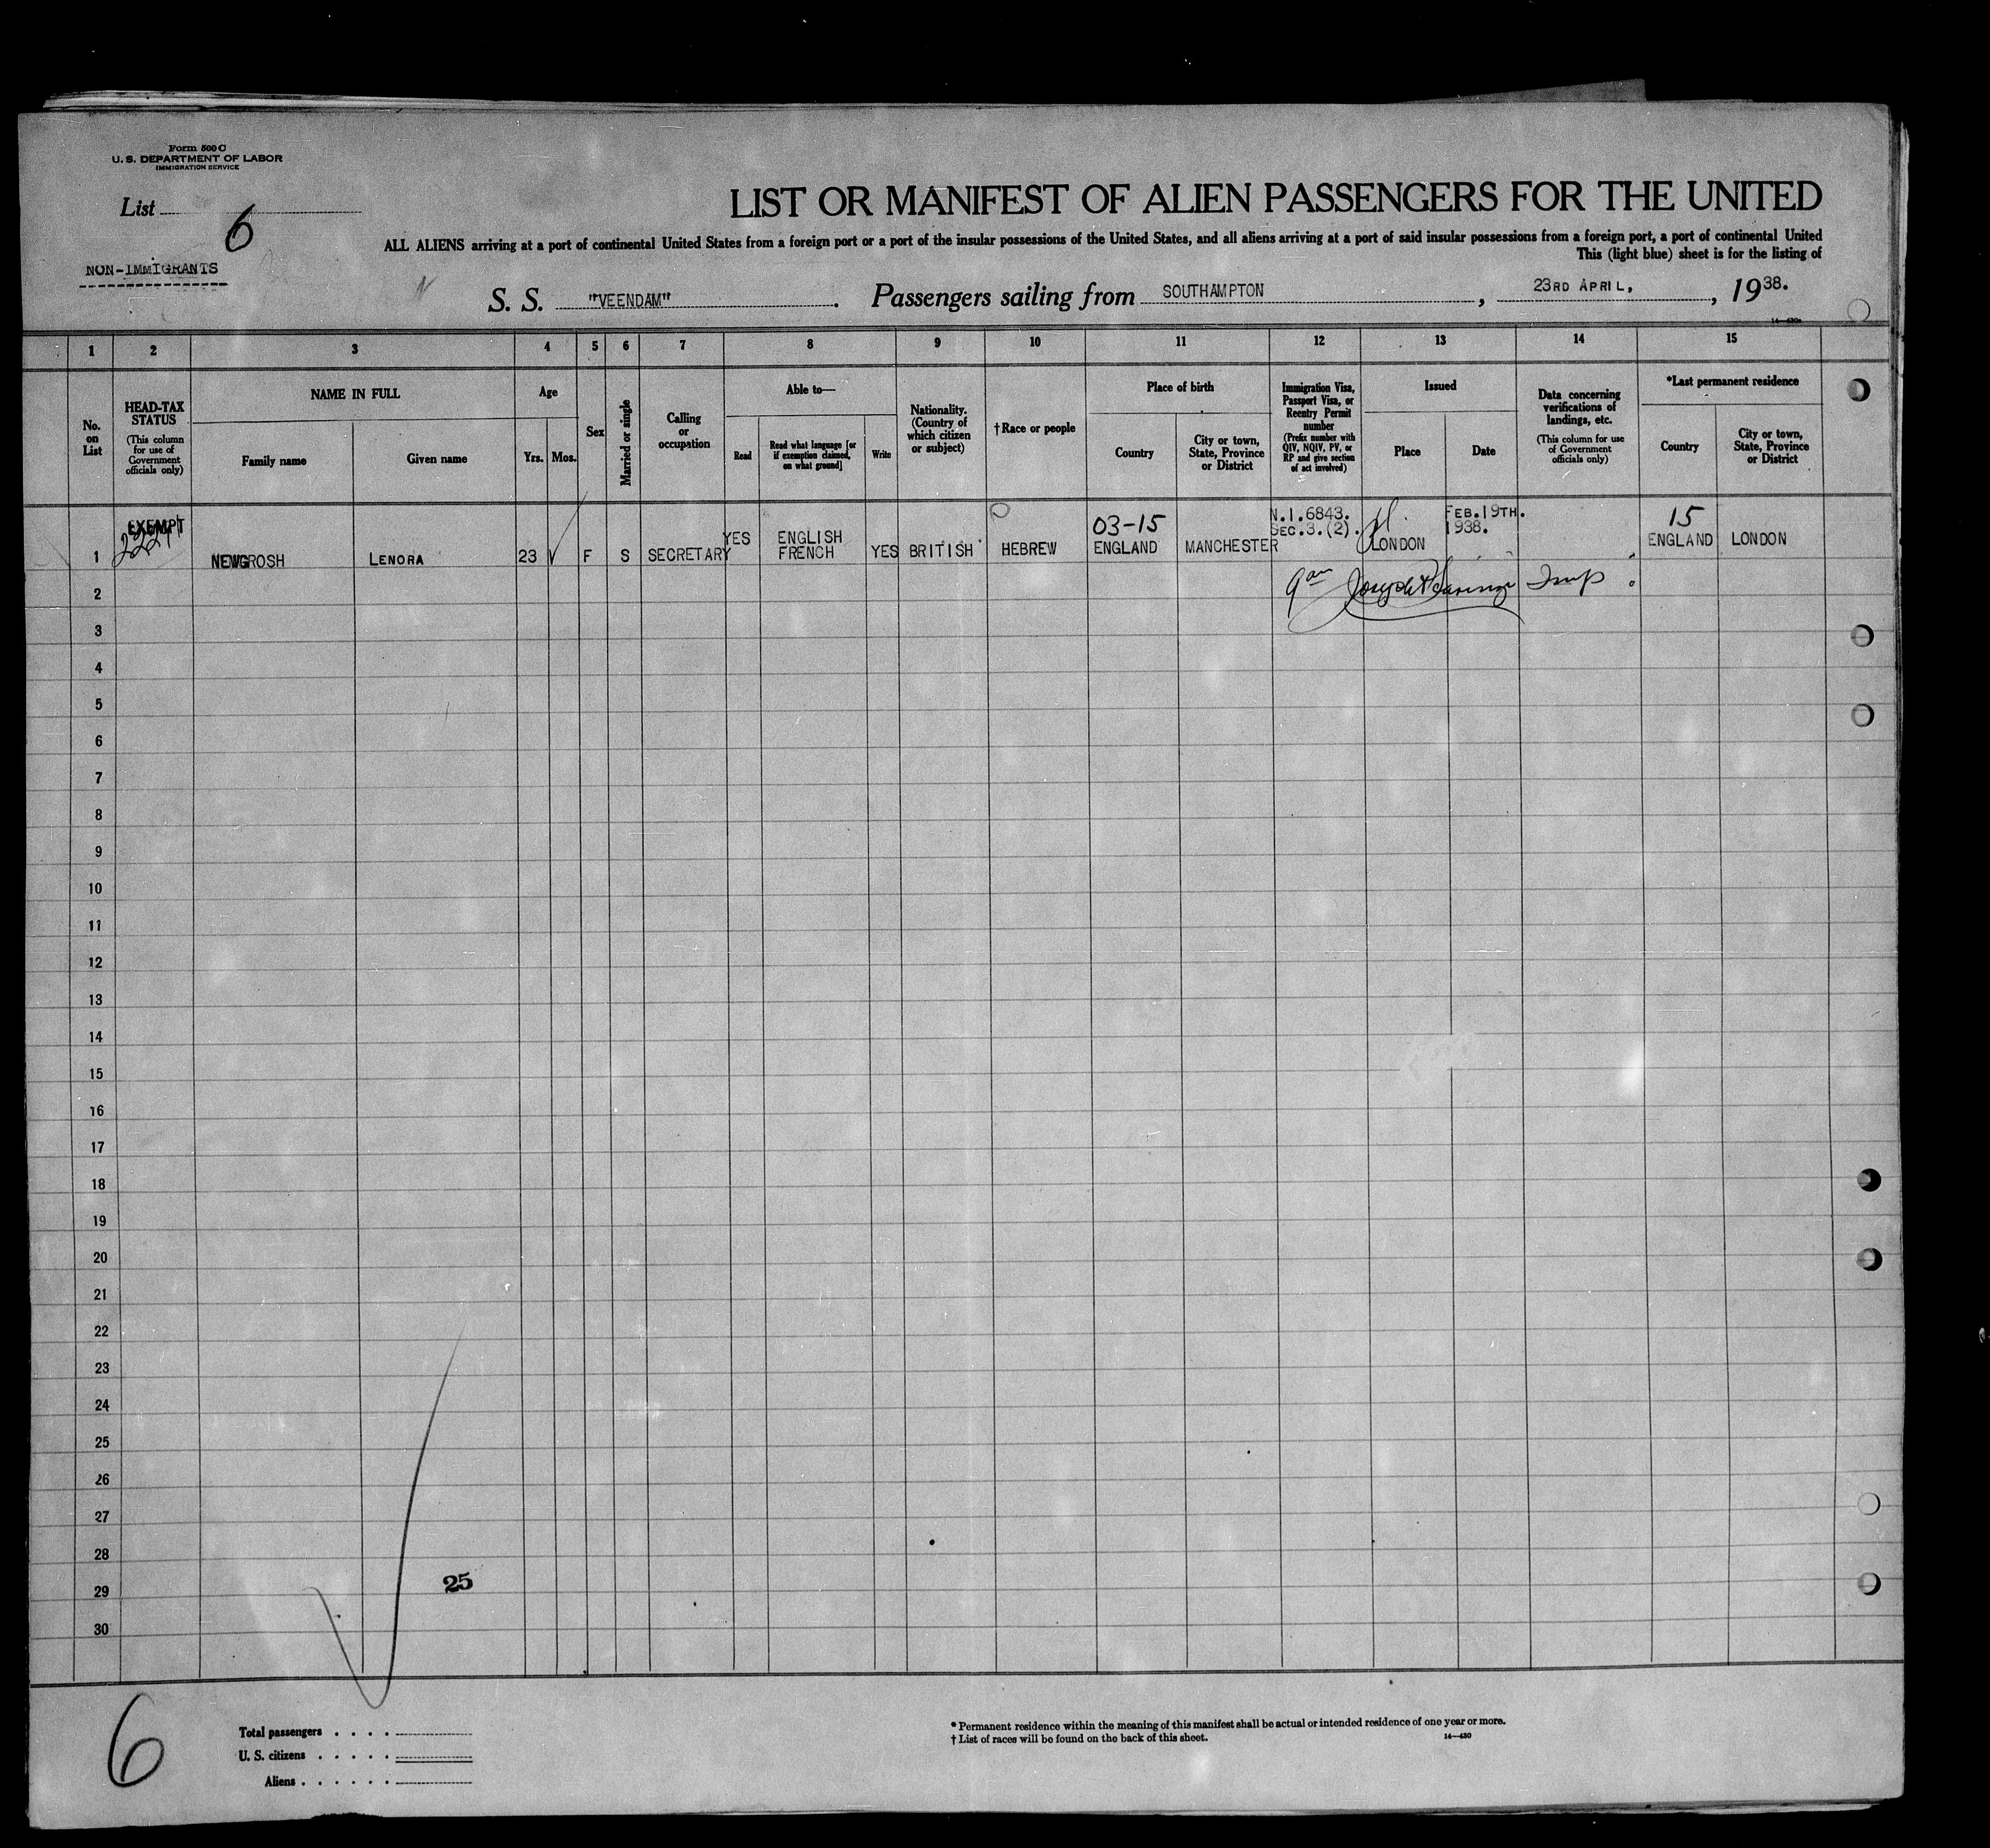 Form 500 C
U. S. DEPARTMENT OF LABOR
IMMIGRATION SERVICE
List 6
LIST OR MANIFEST OF ALIEN PASSENGERS FOR THE UNITED
ALL ALIENS arriving at a port of continental United States from a foreign port or a port of the insular possessions of the United States, and all aliens arriving at a port of said insular possessions from a foreign port, a port of continental United
This (light blue) sheet is for the listing of
NON-IMMIGRANTS
S. S. "VEENDAM". Passengers sailing from SOUTHAMPTON, 23RD APRIL, , 1938.
1 2 3 4 5 6 7 8 9 10 11 12 13 14 15
No. on List
HEAD-TAX STATUS
(This column for use of Government officials only)
NAME IN FULL
Family name
Given name
Age
Yrs.
Mos.
Sex
Married or single
Calling or occupation
Able to—
Read
Read what language [or if exemption claimed, on what ground]
Write
Nationality. (Country of which citizen or subject)
†Race or people
Place of birth
Country
City or town, State, Province or District
Immigration Visa, Passport Visa, or Reentry Permit number
(Prefix number with QIV, NQIV, PV, or RP and give section of act involved)
Issued
Place
Date
Data concerning verifications of landings, etc.
(This column for use of Government officials only)
*Last permanent residence
Country
City or town, State, Province or District
1 EXEMPT NEWGROSH LENORA 23 F S SECRETARY YES ENGLISH FRENCH YES BRITISH HEBREW 03-15 ENGLAND MANCHESTER N.I.6843. SEC.3.(2). LONDON FEB.19TH. 1938. 15 ENGLAND LONDON
2
3
4
5
6
7
8
9
10
11
12
13
14
15
16
17
18
19
20
21
22
23
24
25
26
27
28
29
30
25
6
Total passengers . . . .
U. S. citizens . . . . .
Aliens . . . . . .
* Permanent residence within the meaning of this manifest shall be actual or intended residence of one year or more.
† List of races will be found on the back of this sheet.
14—430